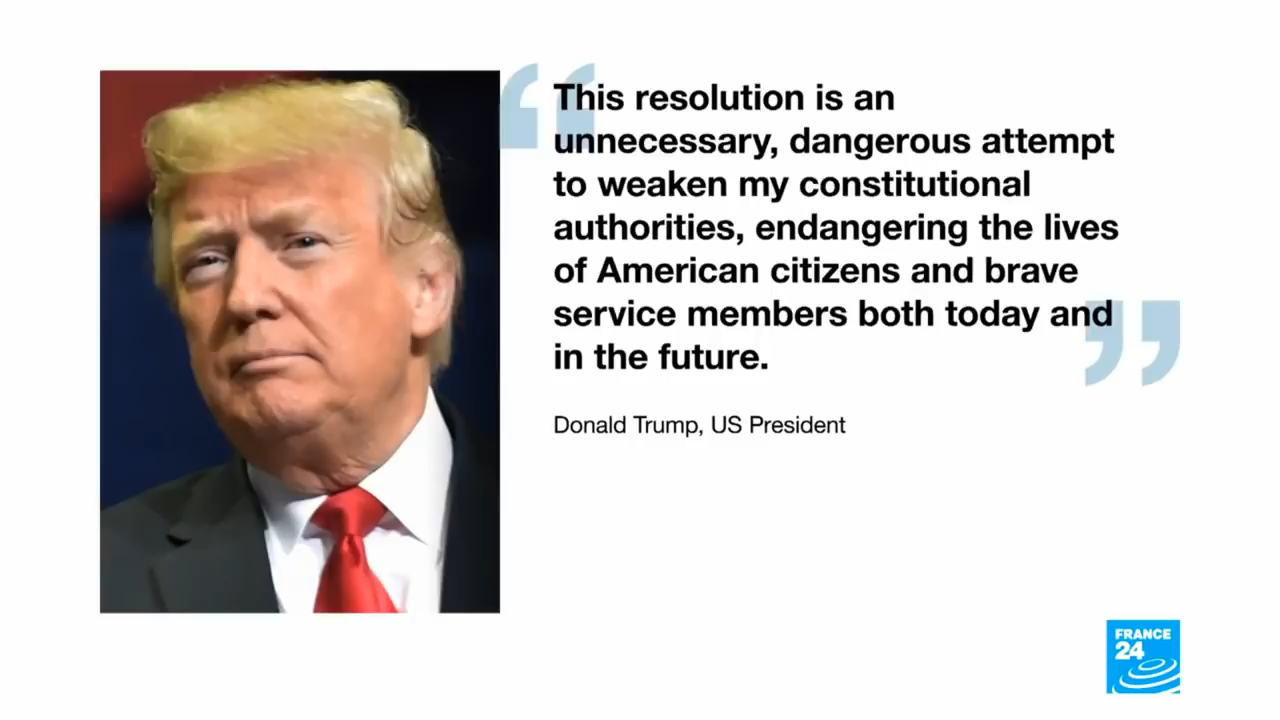 This resolution is an
unnecessary, dangerous attempt
to weaken my constitutional
authorities, endangering the lives
of American citizens and brave
service members both today and
in the future.
Donald Trump, US President
FRANCE
24